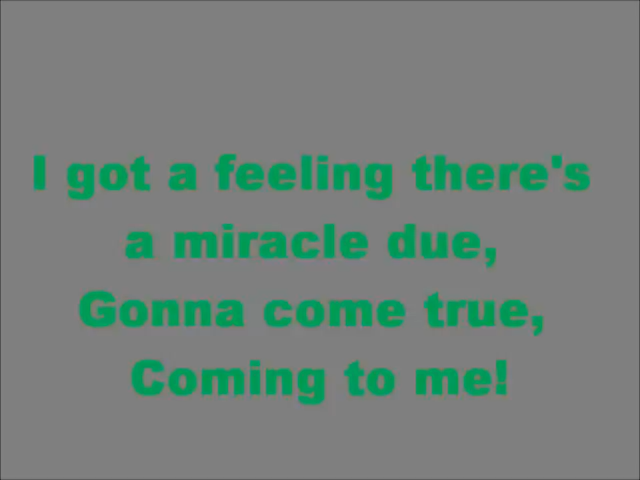 I got a feeling there's
a miracle due,
Gonna come true,
Coming to me!